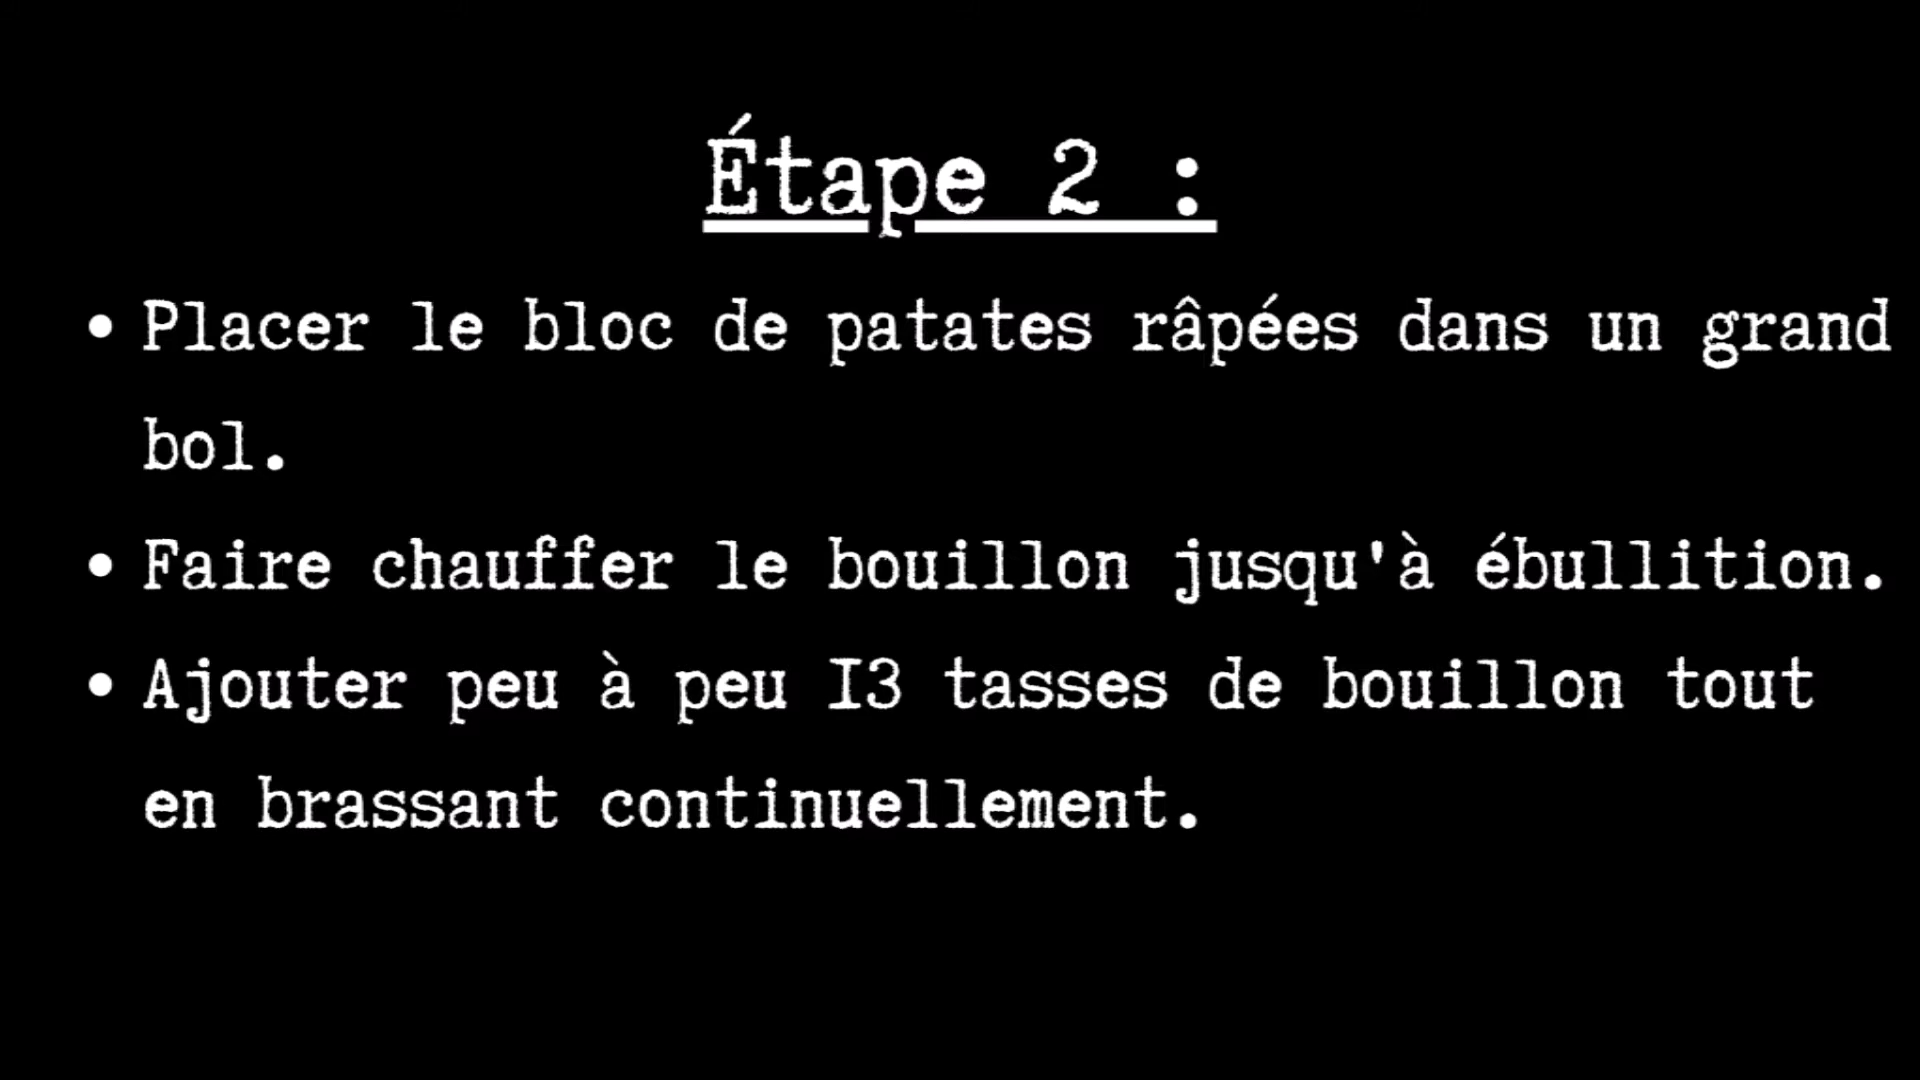 Étape 2 :
• Placer le bloc de patates râpées dans un grand
bol.
• Faire chauffer le bouillon jusqu'à ébullition.
• Ajouter peu à peu 13 tasses de bouillon tout
en brassant continuellement.